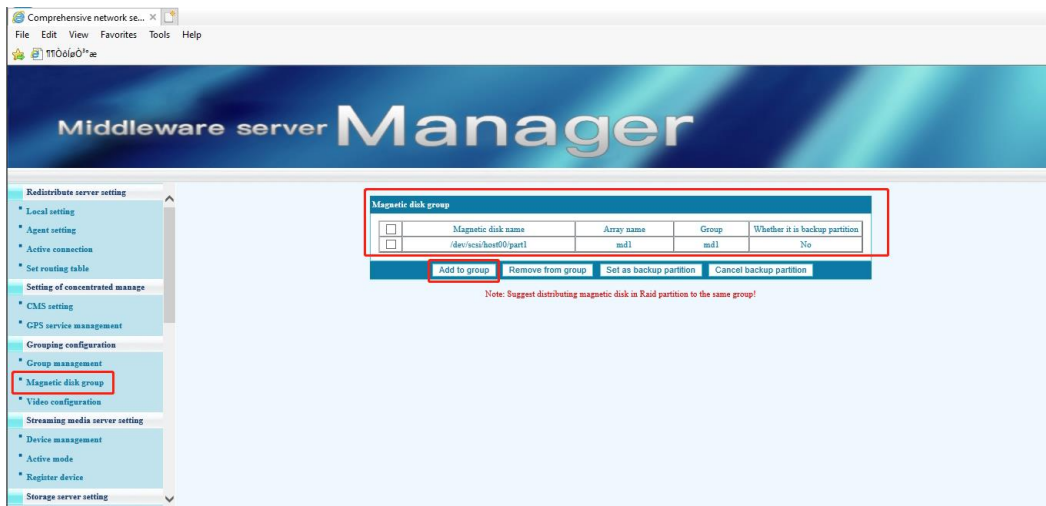 Comprehensive network se...
File Edit View Favorites Tools Help
¶¶ÒôÍøÒ³°æ
Middleware server Manager
Redistribute server setting
Local setting
Agent setting
Active connection
Set routing table
Setting of concentrated manage
CMS setting
GPS service management
Grouping configuration
Group management
Magnetic disk group
Video configuration
Streaming media server setting
Device management
Active mode
Register device
Storage server setting
Magnetic disk group
Magnetic disk name Array name Group Whether it is backup partition
/dev/scsi/host00/part1 md1 md1 No
Add to group Remove from group Set as backup partition Cancel backup partition
Note: Suggest distributing magnetic disk in Raid partition to the same group!